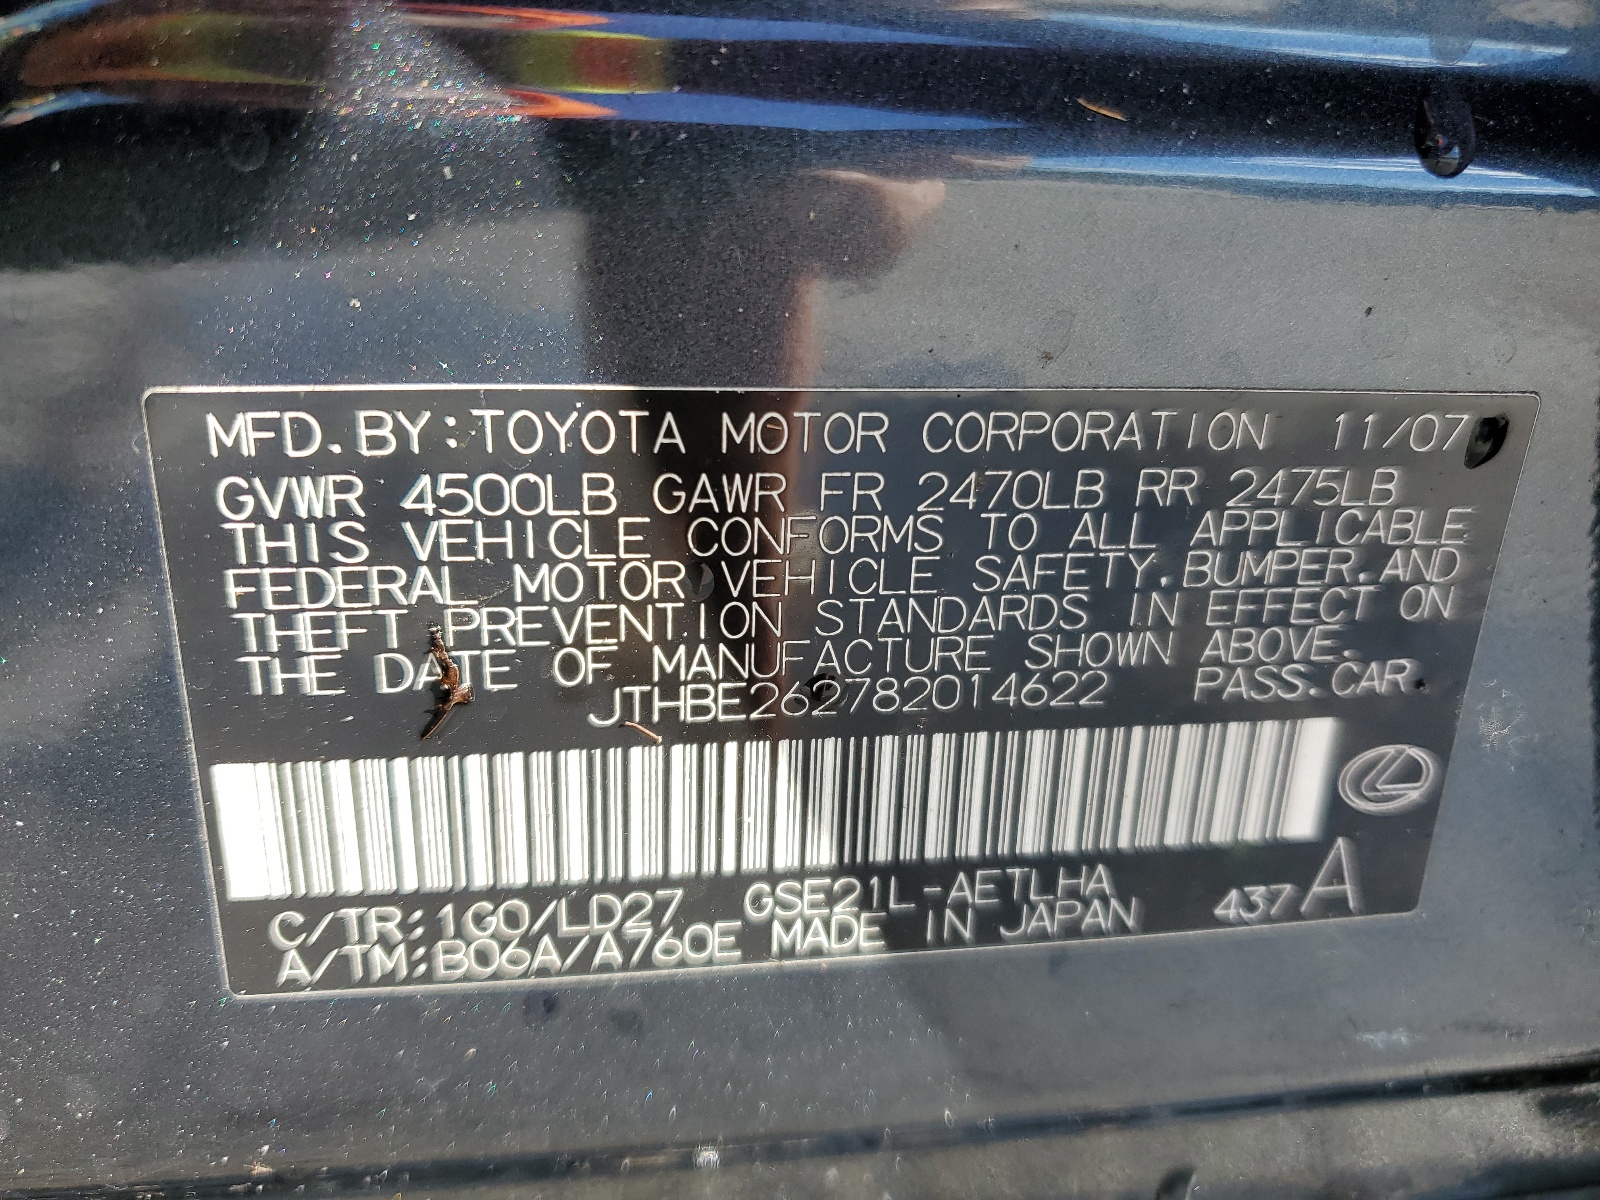 MFD.BY:TOYOTA MOTOR CORPORATION 11/07
GVWR 4500LB GAWR FR 2470LB RR 2475LB
THIS VEHICLE CONFORMS TO ALL APPLICABLE
FEDERAL MOTOR VEHICLE SAFETY.BUMPER.AND
THEFT PREVENTION STANDARDS IN EFFECT ON
THE DATE OF MANUFACTURE SHOWN ABOVE.
JTHBE262782014622 PASS.CAR
C/TR:1G0/LD27 GSE21L-AETLHA
A/TM:B06A/A760E MADE IN JAPAN 437 A